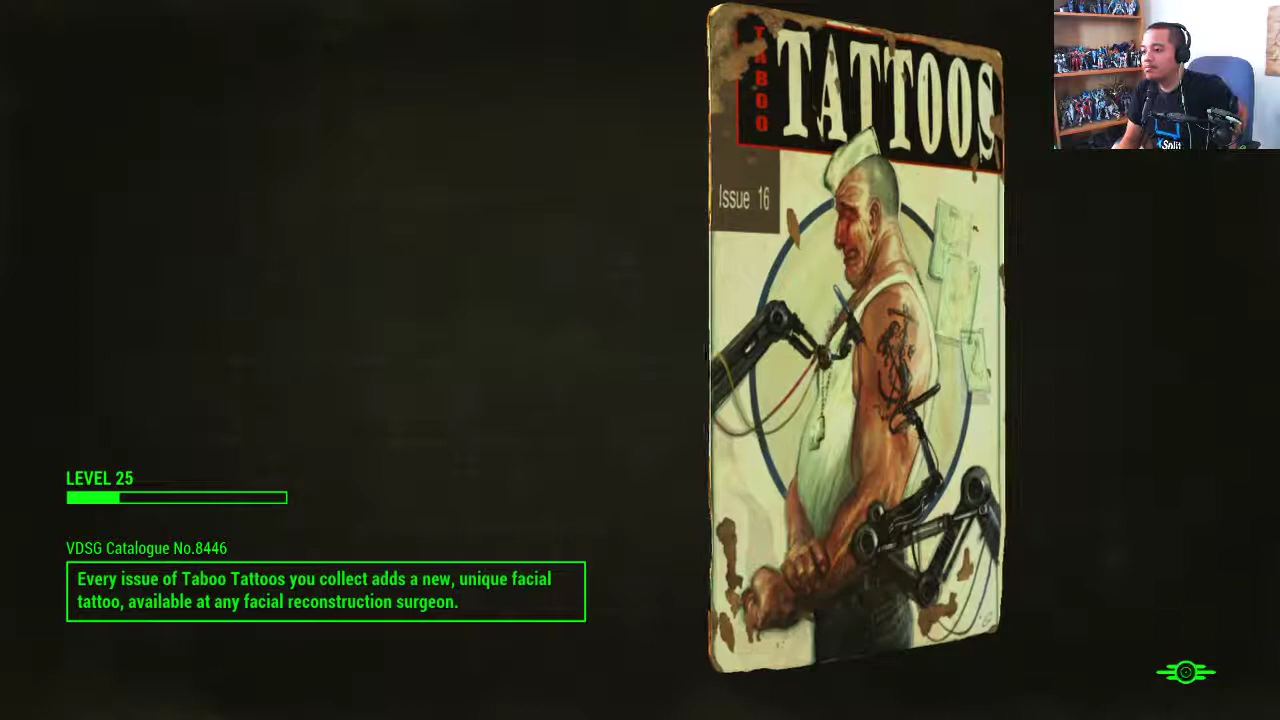 TABOO
TATTOOS
Issue 16
Split
LEVEL 25
VDSG Catalogue No.8446
Every issue of Taboo Tattoos you collect adds a new, unique facial
tattoo, available at any facial reconstruction surgeon.